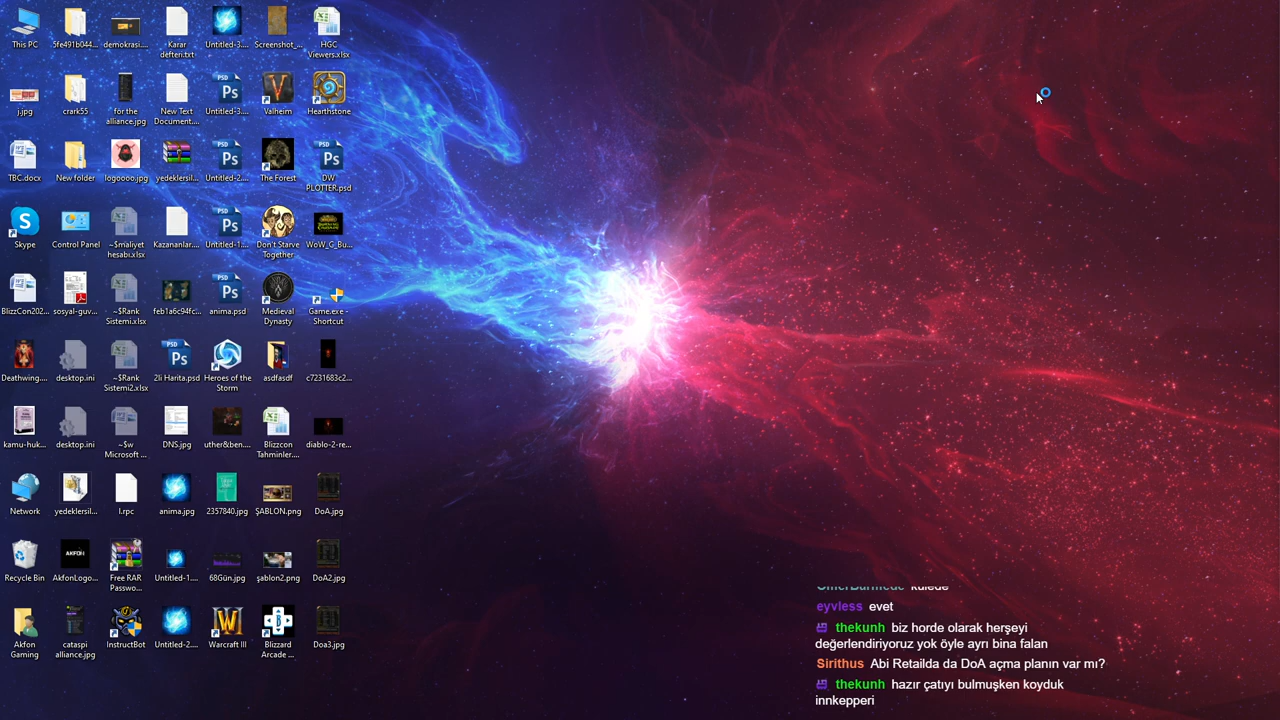 This PC
5fe491b044...
demokrasi....
Karar
defteri.txt
Untitled-3....
Screenshot_...
HGC
Viewers.xlsx
j.jpg
crark55
för the
alliance.jpg
New Text
Document....
Untitled-3....
Valheim
Hearthstone
TBC.docx
New folder
logoooo.jpg
yedeklersil...
Untitled-2....
The Forest
DW
PLOTTER.psd
Skype
Control Panel
~$maliyet
hesabi.xlsx
Kazananlar....
Untitled-1....
Don't Starve
Together
WoW_G_Bu...
BlizzCon202...
sosyal-guv...
~$Rank
Sistemi.xlsx
feb1a6c94fc...
anima.psd
Medieval
Dynasty
Game.exe -
Shortcut
Deathwing....
desktop.ini
~$Rank
Sistemi2.xlsx
2li Harita.psd
Heroes of the
Storm
asdfasdf
c7231683c2...
kamu-huk...
desktop.ini
~$w
Microsoft ...
DNS.jpg
uther&ben....
Blizzcon
Tahminler....
diablo-2-re...
Network
yedeklersil...
l.rpc
anima.jpg
2357840.jpg
ŞABLON.png
DoA.jpg
Recycle Bin
AkfonLogo...
Free RAR
Passwo...
Untitled-1....
68Gün.jpg
şablon2.png
DoA2.jpg
Akfon
Gaming
cataspi
alliance.jpg
InstructBot
Untitled-2....
Warcraft III
Blizzard
Arcade ...
Doa3.jpg
kulede
eyvless evet
thekunh biz horde olarak herşeyi
değerlendiriyoruz yok öyle ayrı bina falan
Sirithus Abi Retailda da DoA açma planın var mı?
thekunh hazır çatıyı bulmuşken koyduk
innkepperi